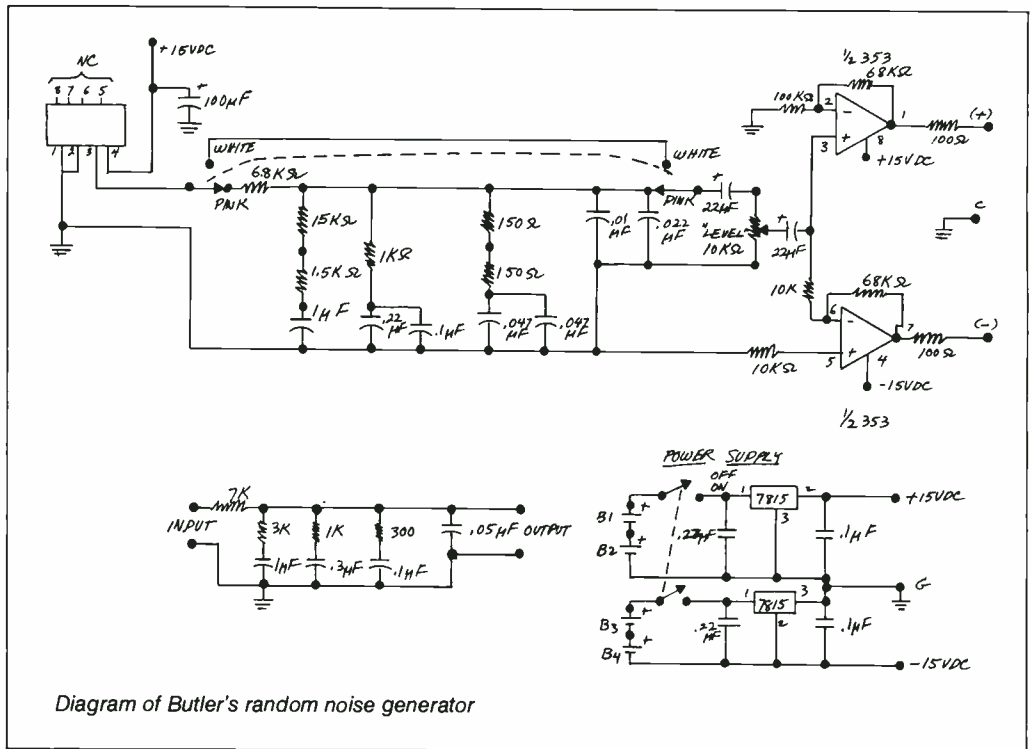 +15VDC
NC
8 7 6 5
+
100µF
1 2 3 4
WHITE
WHITE
6.8KΩ
PINK
PINK
+
22µF
15KΩ
1KΩ
150Ω
.01
µF
.022
µF
"LEVEL"
10KΩ
+
22µF
1.5KΩ
150Ω
1µF
.22
µF
.1µF
.047
µF
.047
µF
10KΩ
½ 353
68KΩ
100KΩ
2
-
1
+
3
8
+15VDC
100Ω
(+)
C
10K
68KΩ
6
-
7
+
5
4
100Ω
(-)
-15VDC
½ 353
7K
INPUT
3K
1K
300
.05µF OUTPUT
1µF
.3µF
.1µF
POWER SUPPLY
OFF
ON
1
7815
2
3
+15VDC
B1
+
B2
+
.22µF
.1µF
G
1
7815
3
2
B3
+
B4
+
.22
µF
.1µF
-15VDC
Diagram of Butler's random noise generator